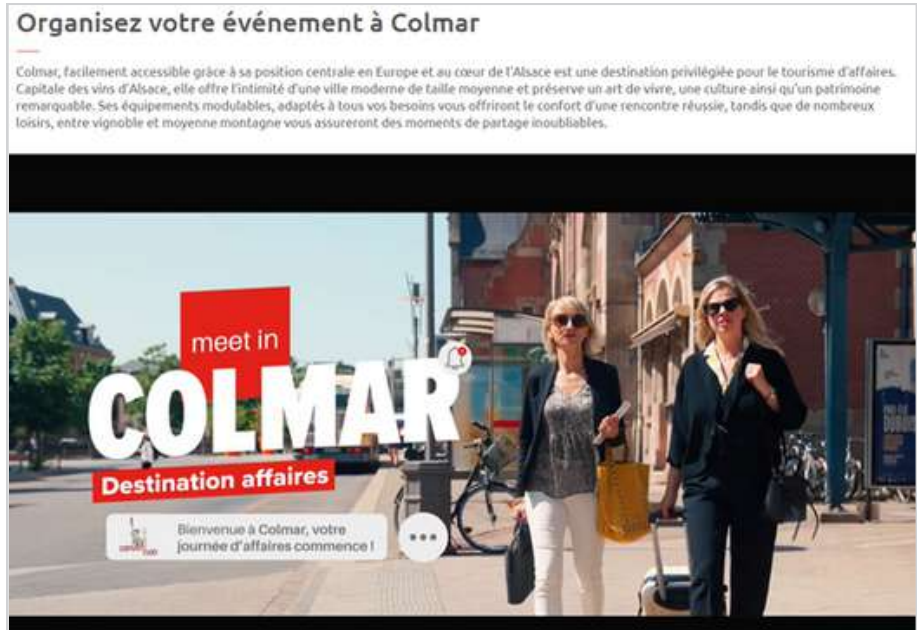 Organisez votre événement à Colmar
Colmar, facilement accessible grâce à sa position centrale en Europe et au cœur de l'Alsace est une destination privilégiée pour le tourisme d'affaires.
Capitale des vins d'Alsace, elle offre l'intimité d'une ville moderne de taille moyenne et préserve un art de vivre, une culture ainsi qu'un patrimoine
remarquable. Ses équipements modulables, adaptés à tous vos besoins vous offriront le confort d'une rencontre réussie, tandis que de nombreux
loisirs, entre vignoble et moyenne montagne vous assureront des moments de partage inoubliables.
meet in
COLMAR
Destination affaires
Bienvenue à Colmar, votre
journée d'affaires commence !